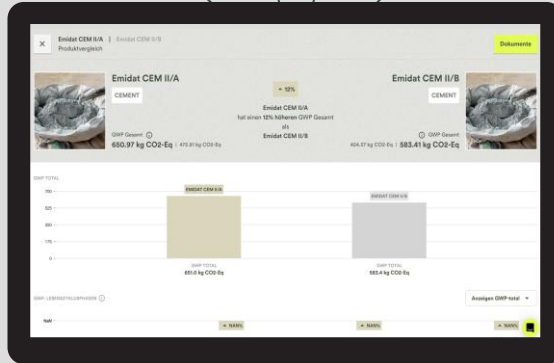 × Emidat CEM II/A | Emidat CEM II/B
Produktvergleich
Dokumente
Emidat CEM II/A
CEMENT
GWP Gesamt
650.97 kg CO2-Eq
12%
Emidat CEM II/A
hat einen 12% höheren GWP Gesamt
als
Emidat CEM II/B
Emidat CEM II/B
CEMENT
GWP Gesamt
583.41 kg CO2-Eq
GWP TOTAL
700
525
350
175
0
EMIDAT CEM II/A
EMIDAT CEM II/B
GWP TOTAL
651.0 kg CO2-Eq
GWP TOTAL
583.4 kg CO2-Eq
GWP LEBENSZYKLUSPHASEN
Anzeigen GWP-total
NaN
NAN%
NAN%
NAN%